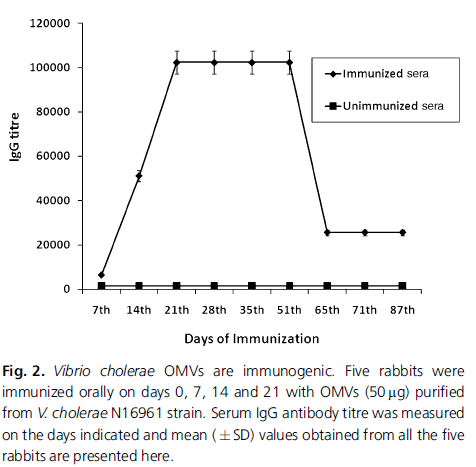 120000
100000
80000
60000
40000
20000
0
IgG titre
Immunized sera
Unimmunized sera
7th 14th 21th 28th 35th 51th 65th 71th 87th
Days of Immunization
Fig. 2. Vibrio cholerae OMVs are immunogenic. Five rabbits were
immunized orally on days 0, 7, 14 and 21 with OMVs (50 μg) purified
from V. cholerae N16961 strain. Serum IgG antibody titre was measured
on the days indicated and mean (±SD) values obtained from all the five
rabbits are presented here.